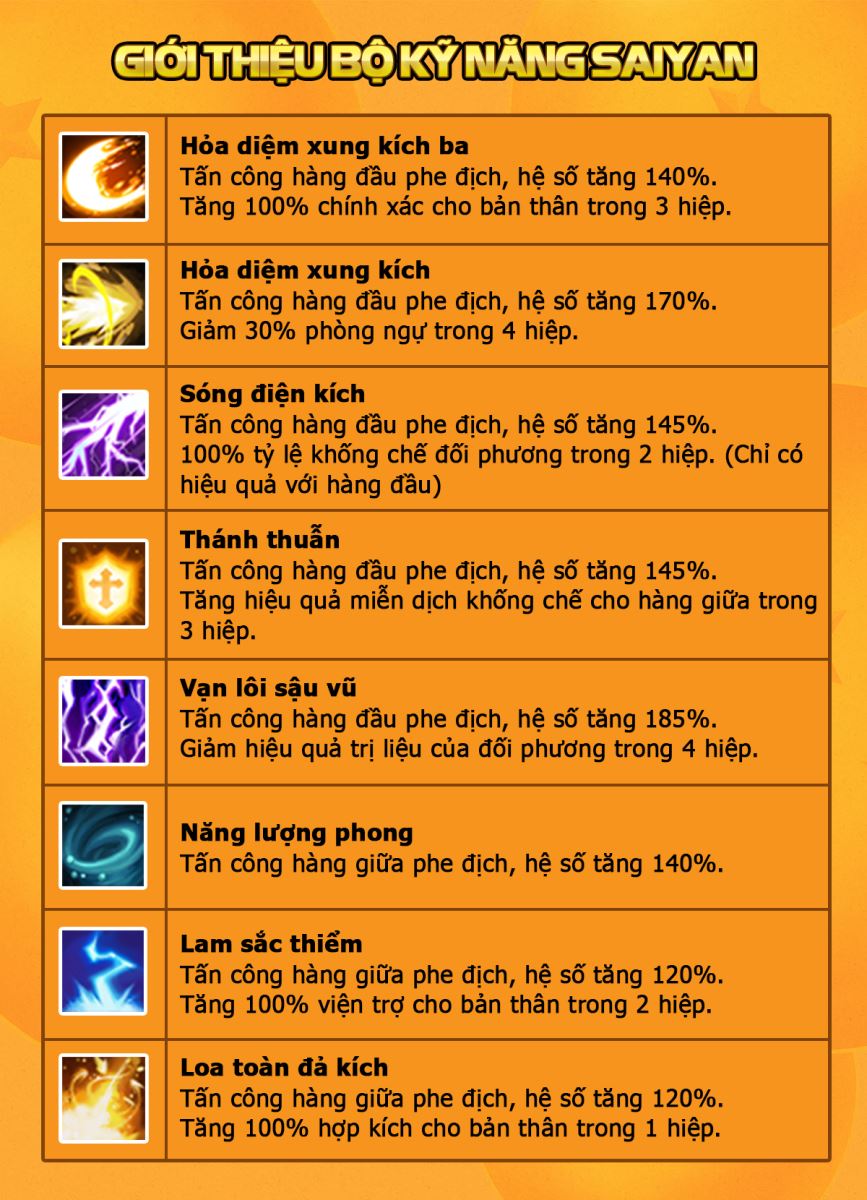 GIỚI THIỆU BỘ KỸ NĂNG SAIYAN
Hỏa diệm xung kích ba
Tấn công hàng đầu phe địch, hệ số tăng 140%.
Tăng 100% chính xác cho bản thân trong 3 hiệp.
Hỏa diệm xung kích
Tấn công hàng đầu phe địch, hệ số tăng 170%.
Giảm 30% phòng ngự trong 4 hiệp.
Sóng điện kích
Tấn công hàng đầu phe địch, hệ số tăng 145%.
100% tỷ lệ khống chế đối phương trong 2 hiệp. (Chỉ có
hiệu quả với hàng đầu)
Thánh thuẫn
Tấn công hàng đầu phe địch, hệ số tăng 145%.
Tăng hiệu quả miễn dịch khống chế cho hàng giữa trong
3 hiệp.
Vạn lôi sậu vũ
Tấn công hàng đầu phe địch, hệ số tăng 185%.
Giảm hiệu quả trị liệu của đối phương trong 4 hiệp.
Năng lượng phong
Tấn công hàng giữa phe địch, hệ số tăng 140%.
Lam sắc thiểm
Tấn công hàng giữa phe địch, hệ số tăng 120%.
Tăng 100% viện trợ cho bản thân trong 2 hiệp.
Loa toàn đả kích
Tấn công hàng giữa phe địch, hệ số tăng 120%.
Tăng 100% hợp kích cho bản thân trong 1 hiệp.